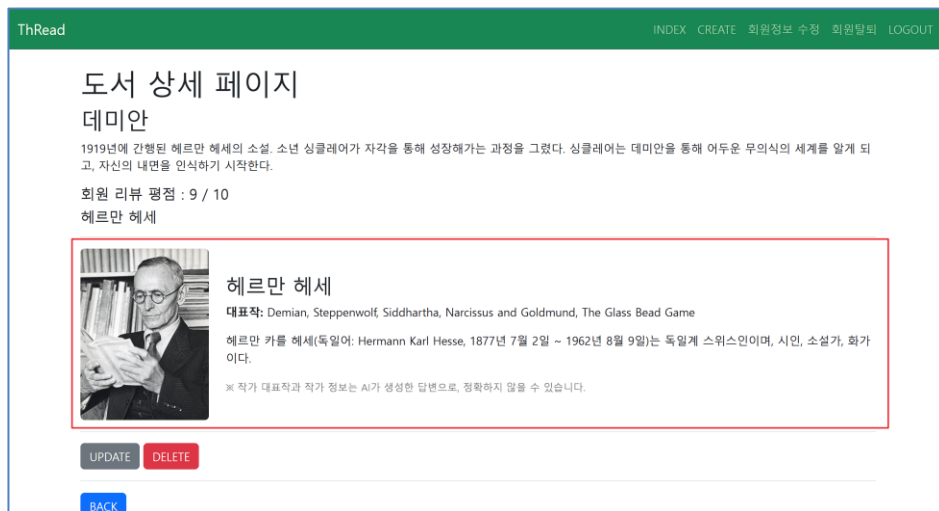 ThRead INDEX CREATE 회원정보 수정 회원탈퇴 LOGOUT
도서 상세 페이지
데미안
1919년에 간행된 헤르만 헤세의 소설. 소년 싱클레어가 자각을 통해 성장해가는 과정을 그렸다. 싱클레어는 데미안을 통해 어두운 무의식의 세계를 알게 되
고, 자신의 내면을 인식하기 시작한다.
회원 리뷰 평점 : 9 / 10
헤르만 헤세
헤르만 헤세
대표작: Demian, Steppenwolf, Siddhartha, Narcissus and Goldmund, The Glass Bead Game
헤르만 카를 헤세(독일어: Hermann Karl Hesse, 1877년 7월 2일 ~ 1962년 8월 9일)는 독일계 스위스인이며, 시인, 소설가, 화가
이다.
※ 작가 대표작과 작가 정보는 AI가 생성한 답변으로, 정확하지 않을 수 있습니다.
UPDATE DELETE
BACK